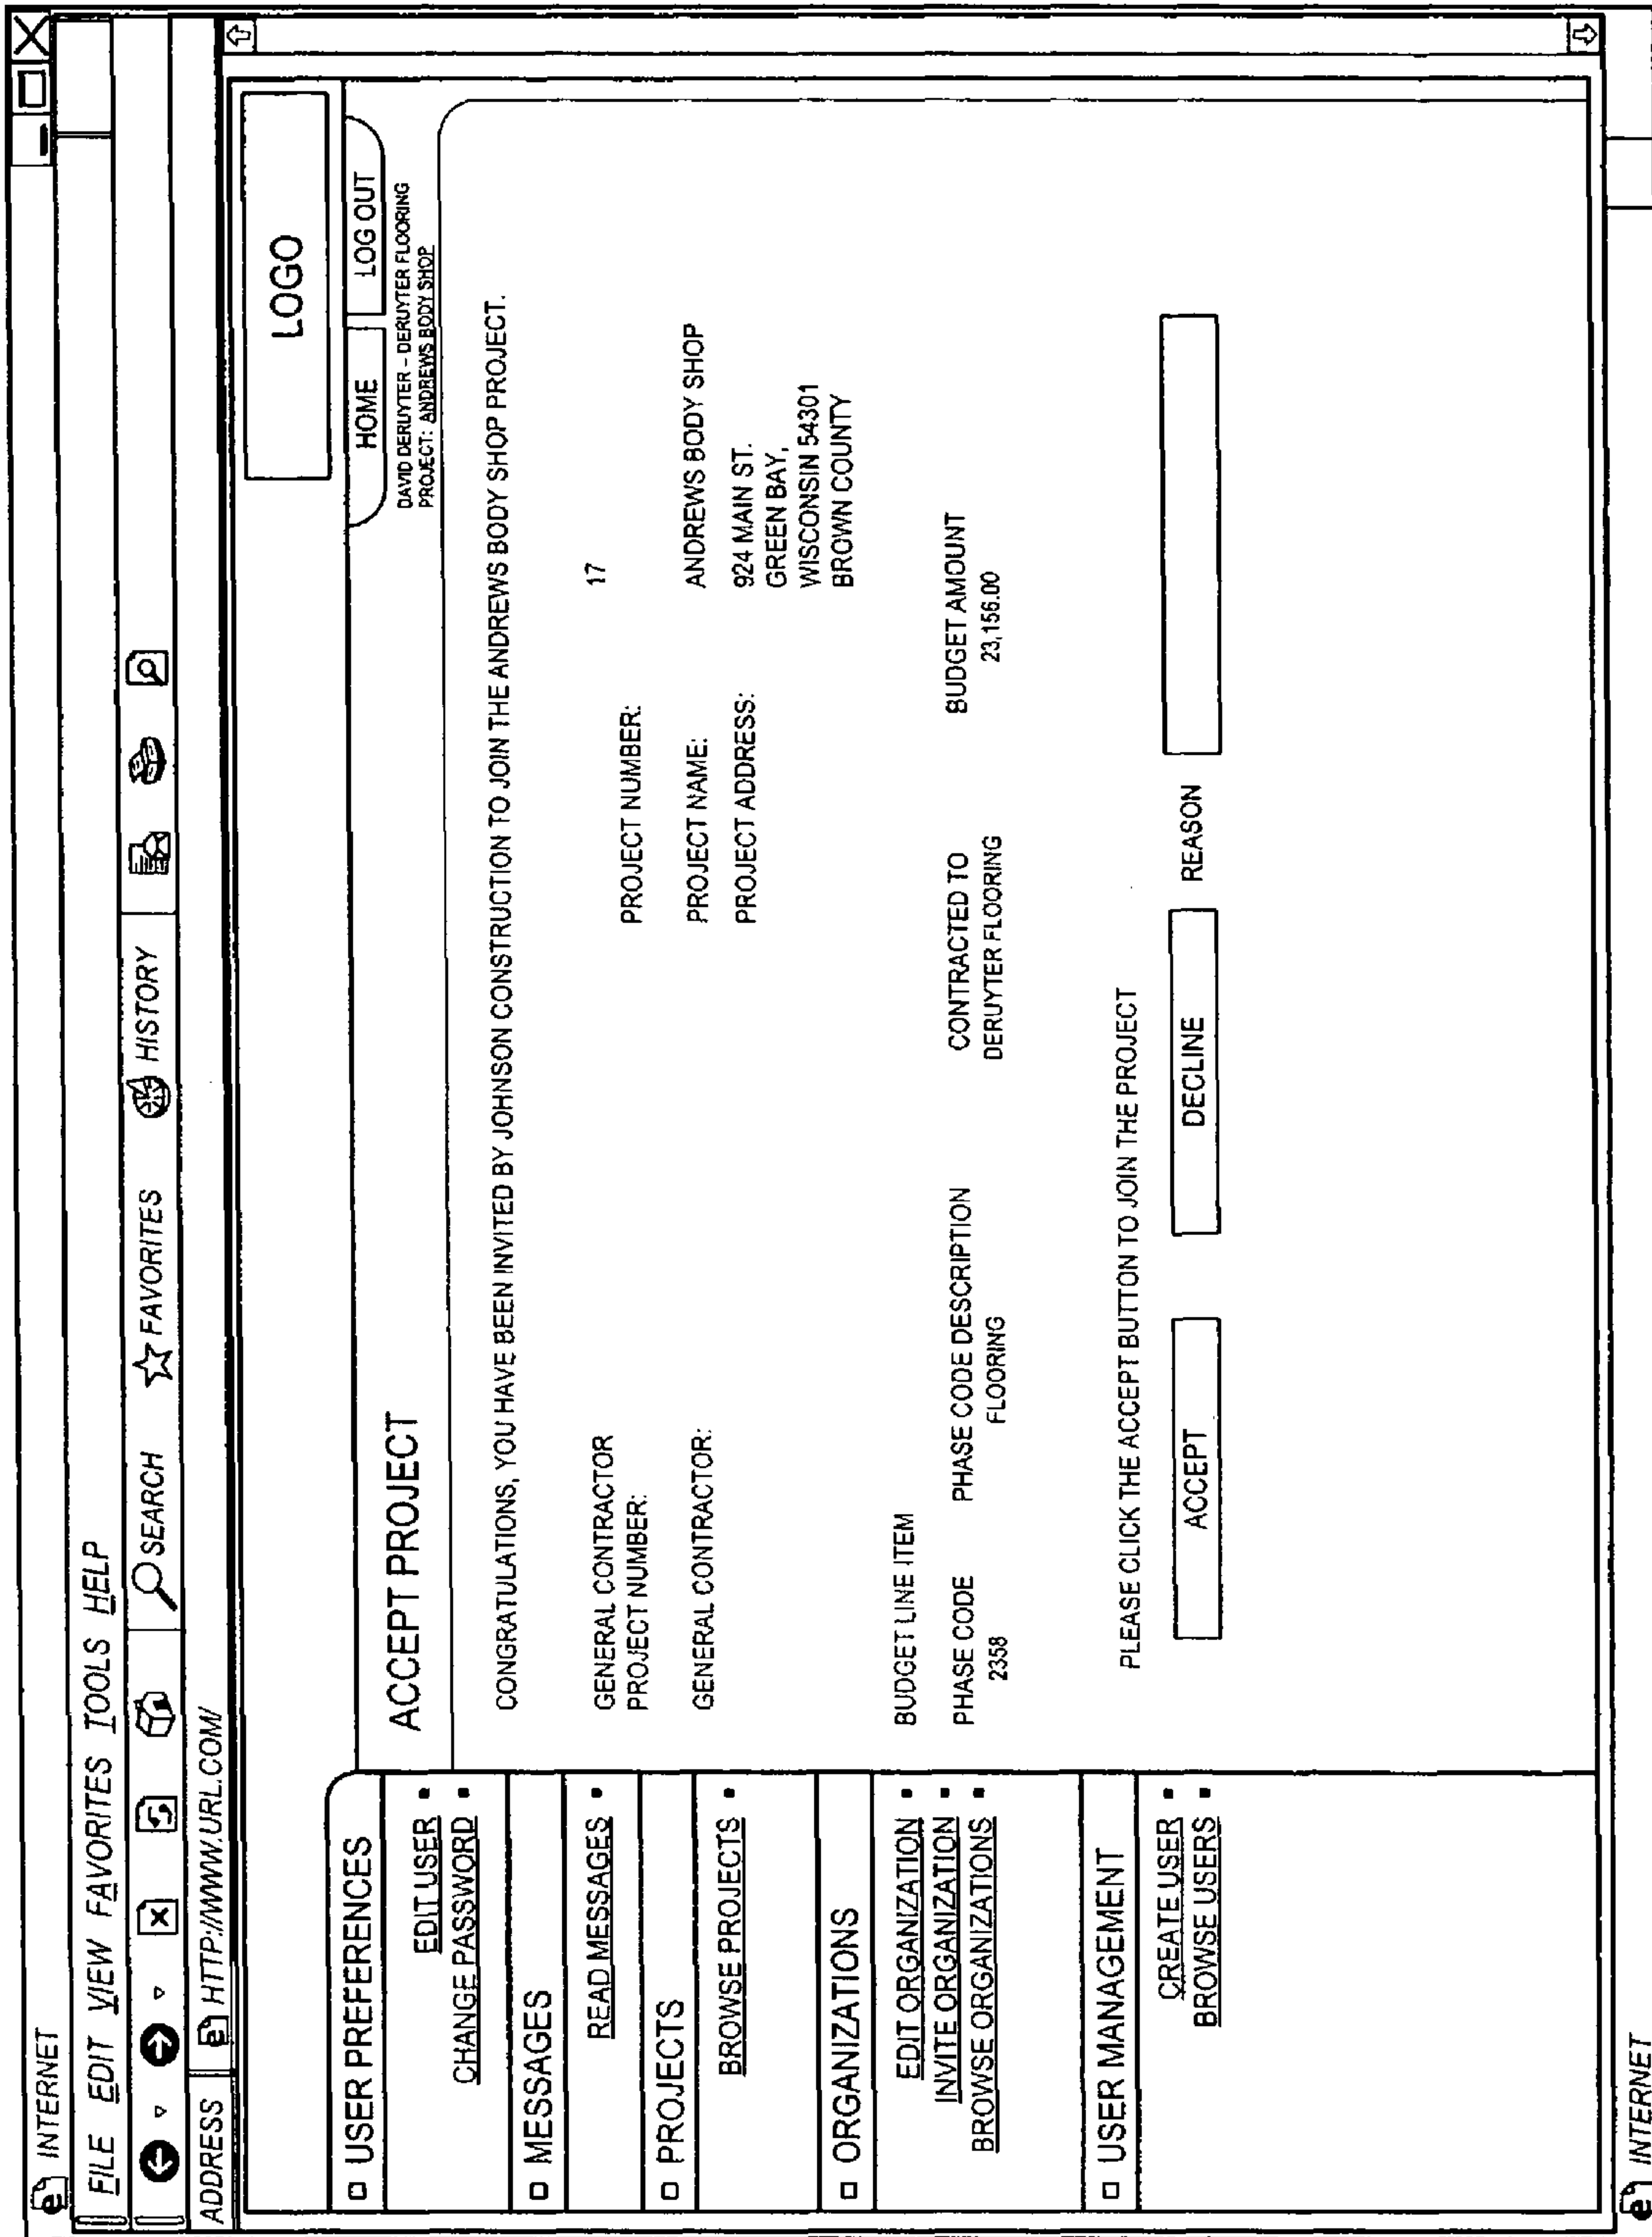 INTERNET
FILE EDIT VIEW FAVORITES TOOLS HELP
SEARCH FAVORITES HISTORY
ADDRESS HTTP://WWW.URL.COM/
LOGO
HOME LOG OUT
DAVID DERUYTER - DERUYTER FLOORING
PROJECT: ANDREWS BODY SHOP
USER PREFERENCES
EDIT USER
CHANGE PASSWORD
MESSAGES
READ MESSAGES
PROJECTS
BROWSE PROJECTS
ORGANIZATIONS
EDIT ORGANIZATION
INVITE ORGANIZATION
BROWSE ORGANIZATIONS
USER MANAGEMENT
CREATE USER
BROWSE USERS
ACCEPT PROJECT
CONGRATULATIONS, YOU HAVE BEEN INVITED BY JOHNSON CONSTRUCTION TO JOIN THE ANDREWS BODY SHOP PROJECT.
GENERAL CONTRACTOR
PROJECT NUMBER:
PROJECT NUMBER: 17
GENERAL CONTRACTOR:
PROJECT NAME: ANDREWS BODY SHOP
PROJECT ADDRESS: 924 MAIN ST.
GREEN BAY,
WISCONSIN 54301
BROWN COUNTY
BUDGET LINE ITEM
PHASE CODE PHASE CODE DESCRIPTION CONTRACTED TO BUDGET AMOUNT
2358 FLOORING DERUYTER FLOORING 23,156.00
PLEASE CLICK THE ACCEPT BUTTON TO JOIN THE PROJECT
ACCEPT DECLINE REASON
INTERNET